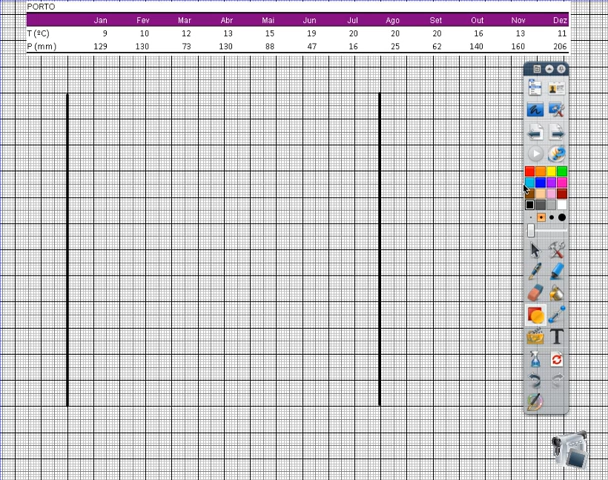 PORTO
Jan Fev Mar Abr Mai Jun Jul Ago Set Out Nov Dez
T (ºC) 9 10 12 13 15 19 20 20 20 16 13 11
P (mm) 129 130 73 130 88 47 16 25 62 140 160 206
T